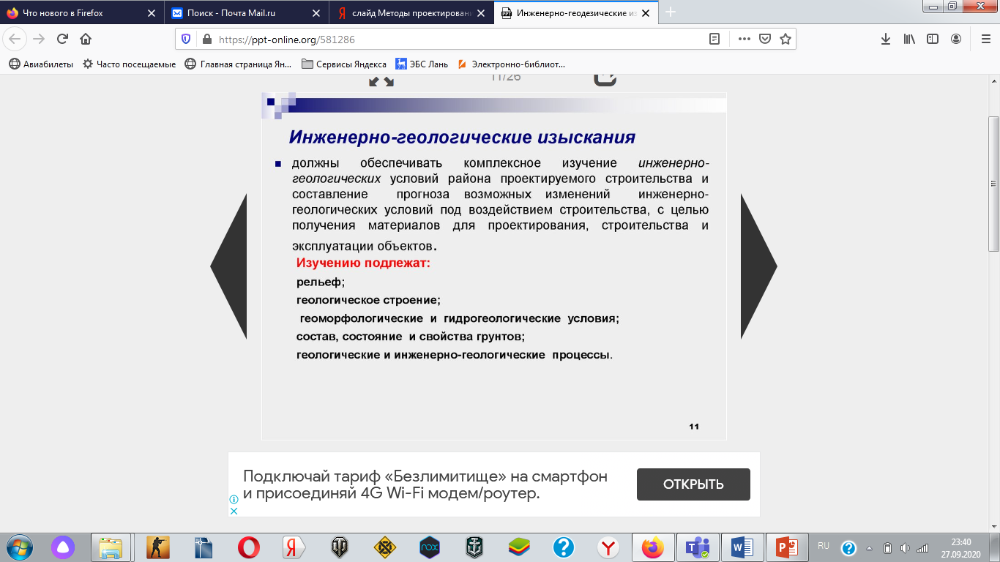 Что нового в Firefox
Поиск - Почта Mail.ru
слайд Методы проектирован
Инженерно-геодезические из
https://ppt-online.org/581286
Авиабилеты
Часто посещаемые
Главная страница Ян...
Сервисы Яндекса
ЭБС Лань
Электронно-библиот...
11/26
Инженерно-геологические изыскания
должны обеспечивать комплексное изучение инженерно-
геологических условий района проектируемого строительства и
составление прогноза возможных изменений инженерно-
геологических условий под воздействием строительства, с целью
получения материалов для проектирования, строительства и
эксплуатации объектов.
Изучению подлежат:
рельеф;
геологическое строение;
геоморфологические и гидрогеологические условия;
состав, состояние и свойства грунтов;
геологические и инженерно-геологические процессы.
11
Подключай тариф «Безлимитище» на смартфон
и присоединяй 4G Wi-Fi модем/роутер.
ОТКРЫТЬ
RU
23:40
27.09.2020